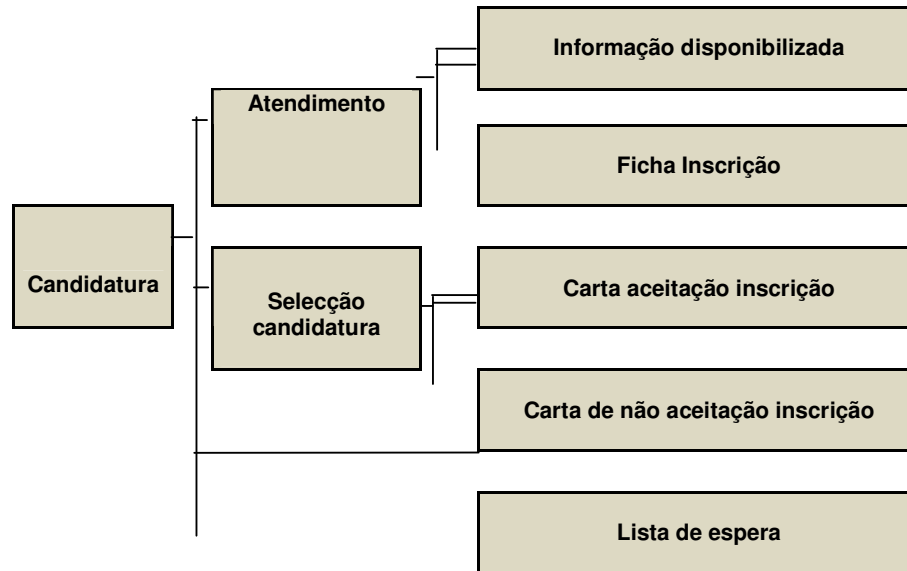 Informação disponibilizada
Atendimento
Ficha Inscrição
Candidatura
Selecção
candidatura
Carta aceitação inscrição
Carta de não aceitação inscrição
Lista de espera